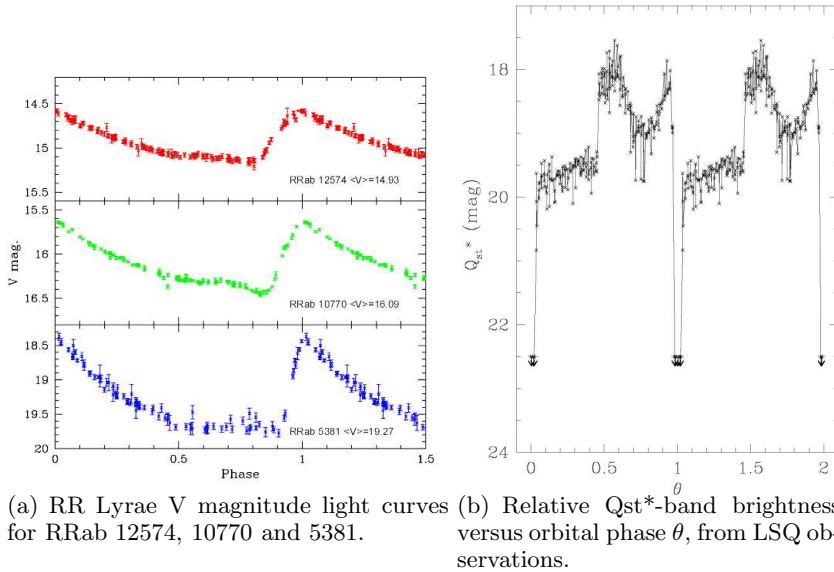 14.5
15
15.5
RRab 12574 <V>=14.93
15.5
16
16.5
RRab 10770 <V>=16.09
V mag.
18.5
19
19.5
20
RRab 5381 <V>=19.27
0
0.5
1
1.5
Phase
18
20
22
24
Qst* (mag)
0
0.5
1
1.5
2
θ
(a) RR Lyrae V magnitude light curves
for RRab 12574, 10770 and 5381.
(b) Relative Qst*-band brightness
versus orbital phase θ, from LSQ ob-
servations.